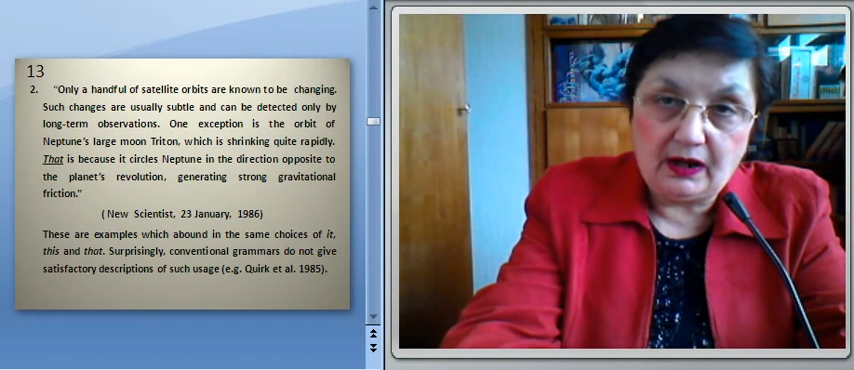 13
2. “Only a handful of satellite orbits are known to be changing.
Such changes are usually subtle and can be detected only by
long-term observations. One exception is the orbit of
Neptune’s large moon Triton, which is shrinking quite rapidly.
That is because it circles Neptune in the direction opposite to
the planet’s revolution, generating strong gravitational
friction.”
( New Scientist, 23 January, 1986)
These are examples which abound in the same choices of it,
this and that. Surprisingly, conventional grammars do not give
satisfactory descriptions of such usage (e.g. Quirk et al. 1985).